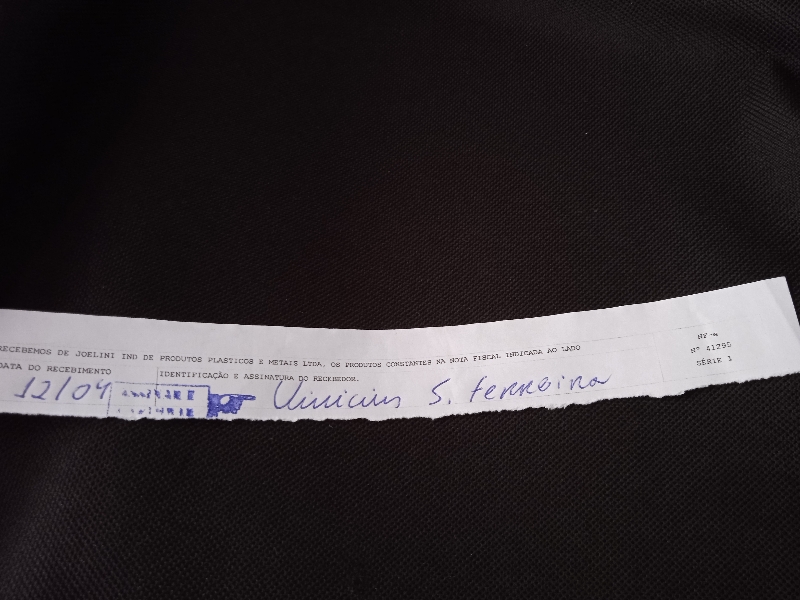 RECEBEMOS DE JOELINI IND DE PRODUTOS PLASTICOS E METAIS LTDA, OS PRODUTOS CONSTANTES NA NOTA FISCAL INDICADA AO LADO
NF-e
Nº 41295
SÉRIE 1
DATA DO RECEBIMENTO
IDENTIFICAÇÃO E ASSINATURA DO RECEBEDOR.
12/04
Vinicius S. Ferreira